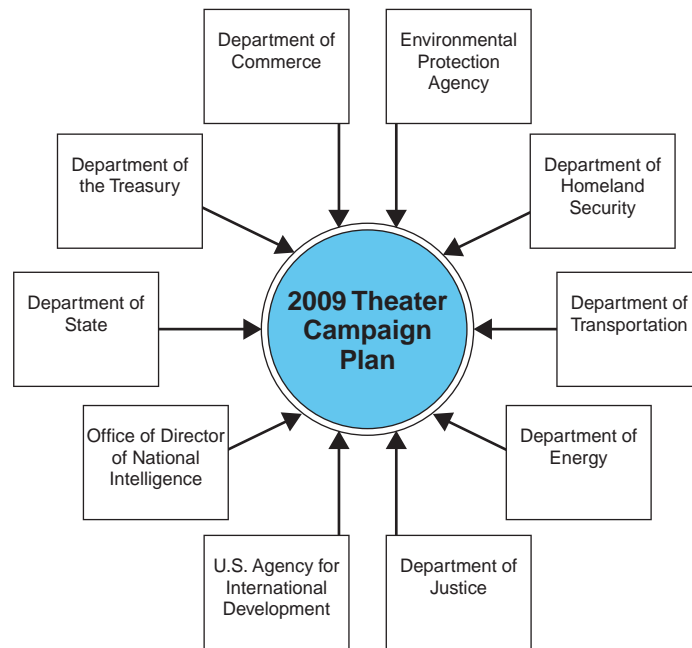 Department of
Commerce
Environmental
Protection
Agency
Department of
the Treasury
Department of
Homeland
Security
2009 Theater
Campaign
Plan
Department of
State
Department of
Transportation
Office of Director
of National
Intelligence
Department of
Energy
U.S. Agency for
International
Development
Department of
Justice